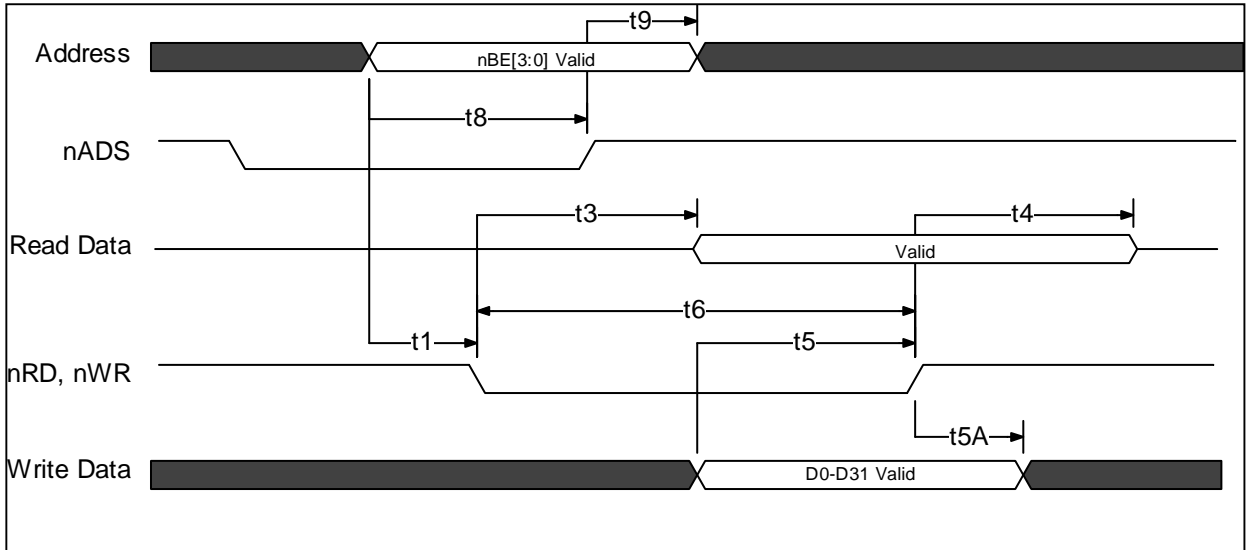 t9
Address
nBE[3:0] Valid
t8
nADS
t3
t4
Read Data
Valid
t6
t1
t5
nRD, nWR
t5A
Write Data
D0-D31 Valid